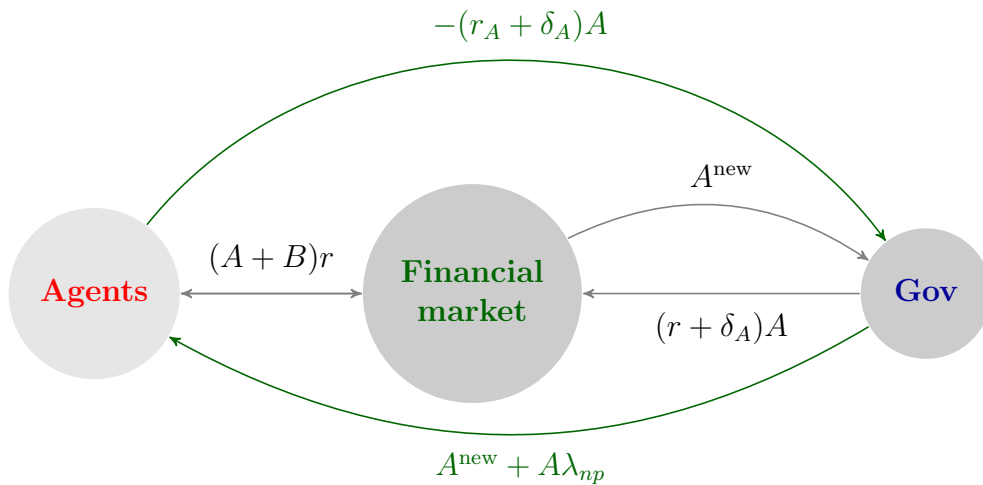 −(r_A + δ_A)A
A^new
(A + B)r
Agents
Financial
market
Gov
(r + δ_A)A
A^new + Aλ_np